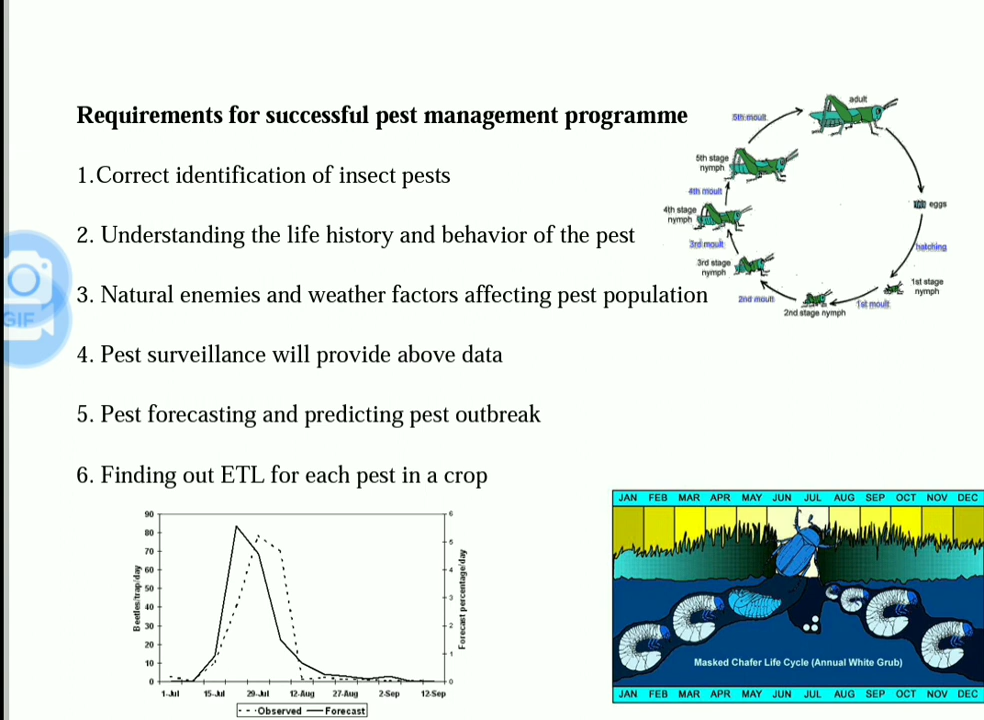 Requirements for successful pest management programme
1.Correct identification of insect pests
2. Understanding the life history and behavior of the pest
3. Natural enemies and weather factors affecting pest population
4. Pest surveillance will provide above data
5. Pest forecasting and predicting pest outbreak
6. Finding out ETL for each pest in a crop
GIF
adult
5th moult
5th stage
nymph
4th moult
4th stage
nymph
3rd moult
3rd stage
nymph
2nd moult
2nd stage nymph
1st moult
1st stage
nymph
hatching
eggs
90
80
70
60
50
40
30
20
10
0
Beetles/trap/day
6
5
4
3
2
1
0
Forecast percentage/day
1-Jul 15-Jul 29-Jul 12-Aug 27-Aug 2-Sep 12-Sep
Observed Forecast
JAN FEB MAR APR MAY JUN JUL AUG SEP OCT NOV DEC
Masked Chafer Life Cycle (Annual White Grub)
JAN FEB MAR APR MAY JUN JUL AUG SEP OCT NOV DEC